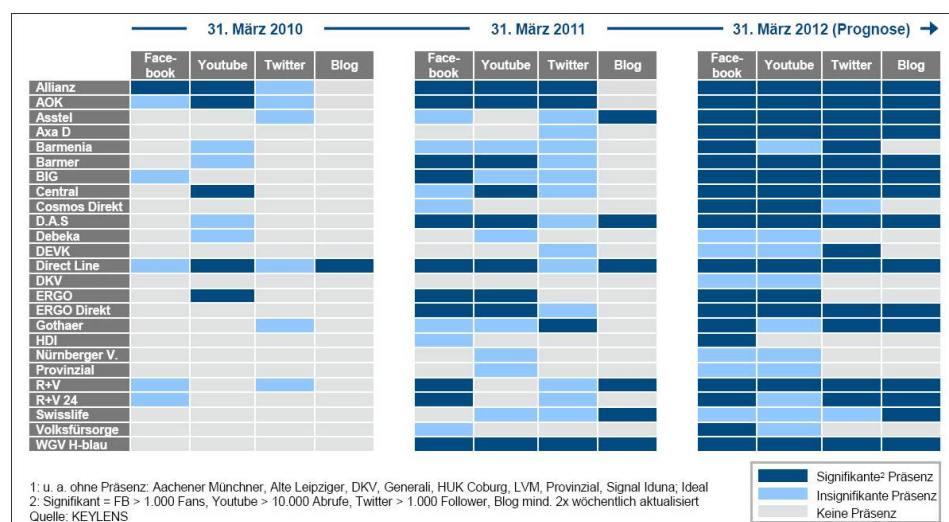 31. März 2010 31. März 2011 31. März 2012 (Prognose)
Face-book Youtube Twitter Blog Face-book Youtube Twitter Blog Face-book Youtube Twitter Blog
Allianz
AOK
Asstel
Axa D
Barmenia
Barmer
BIG
Central
Cosmos Direkt
D.A.S
Debeka
DEVK
Direct Line
DKV
ERGO
ERGO Direkt
Gothaer
HDI
Nürnberger V.
Provinzial
R+V
R+V 24
Swisslife
Volksfürsorge
WGV H-blau
1: u. a. ohne Präsenz: Aachener Münchner, Alte Leipziger, DKV, Generali, HUK Coburg, LVM, Provinzial, Signal Iduna; Ideal
2: Signifikant = FB > 1.000 Fans, Youtube > 10.000 Abrufe, Twitter > 1.000 Follower, Blog mind. 2x wöchentlich aktualisiert
Quelle: KEYLENS
Signifikante² Präsenz
Insignifikante Präsenz
Keine Präsenz